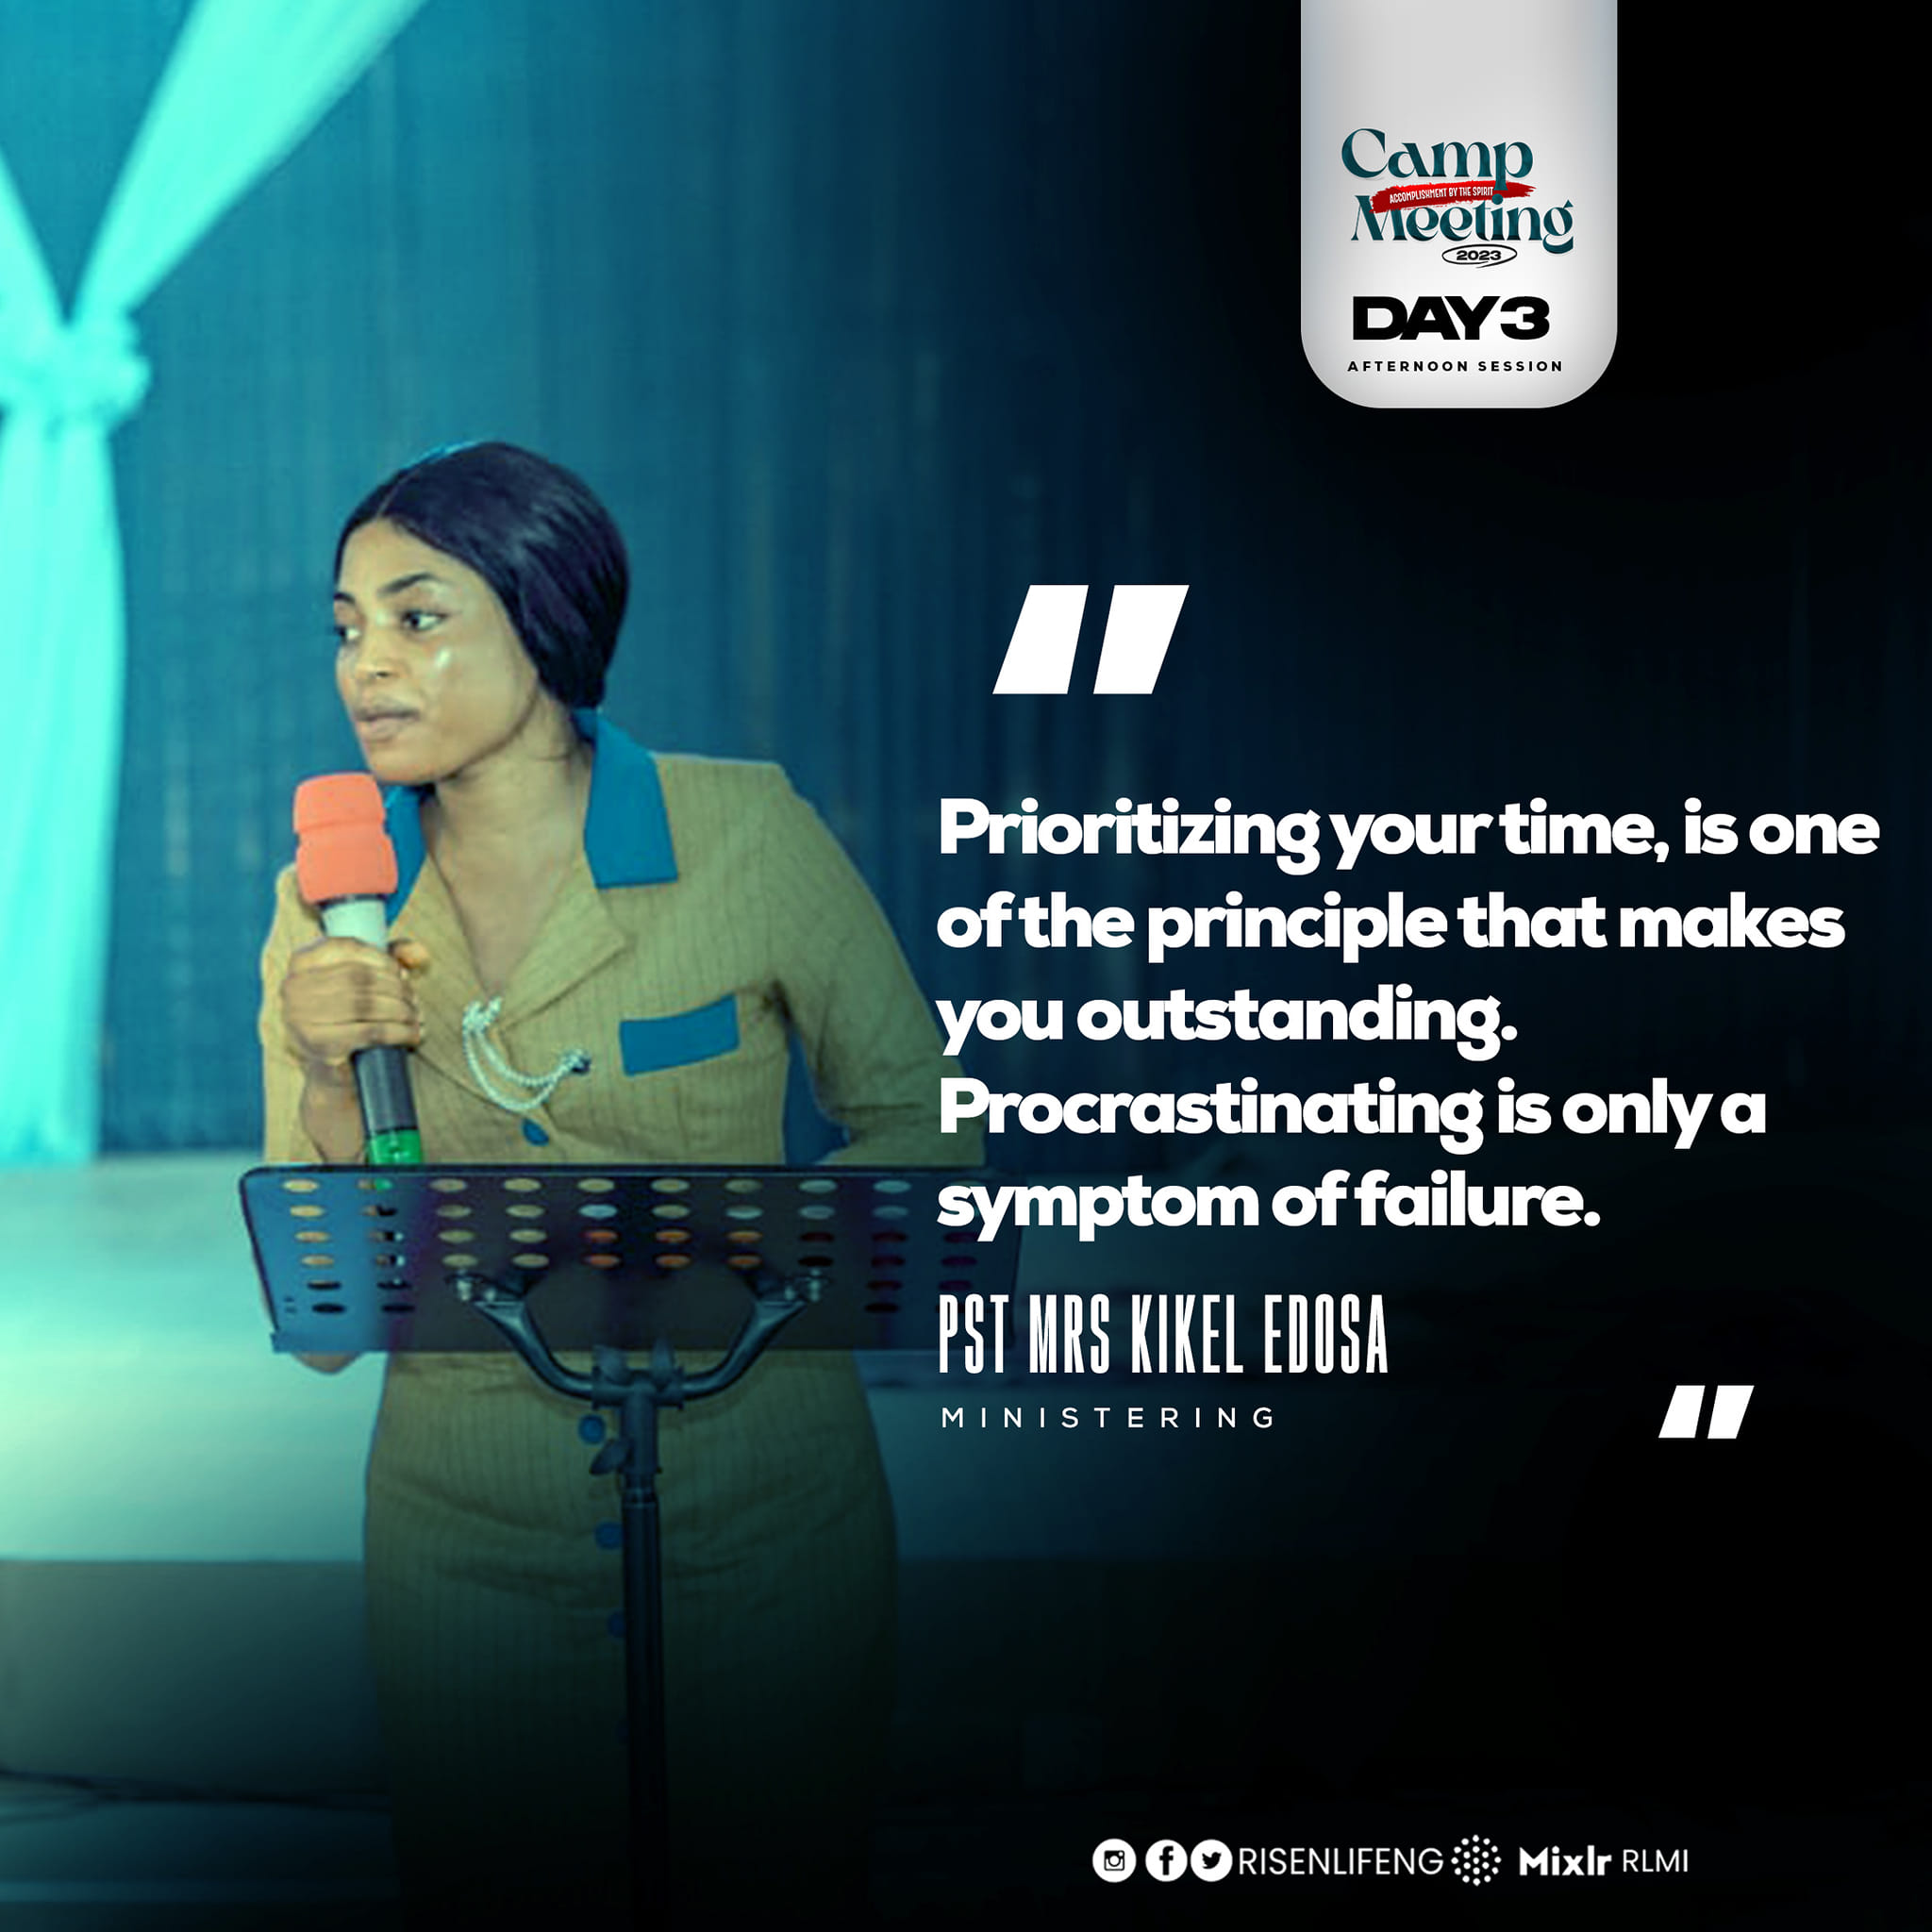 Camp
ACCOMPLISHMENT BY THE SPIRIT
Meeting
2023
DAY3
AFTERNOON SESSION
"
Prioritizing your time, is one
of the principle that makes
you outstanding.
Procrastinating is only a
symptom of failure.
PST MRS KIKEL EDOSA
MINISTERING
"
RISENLIFENG Mixlr RLMI